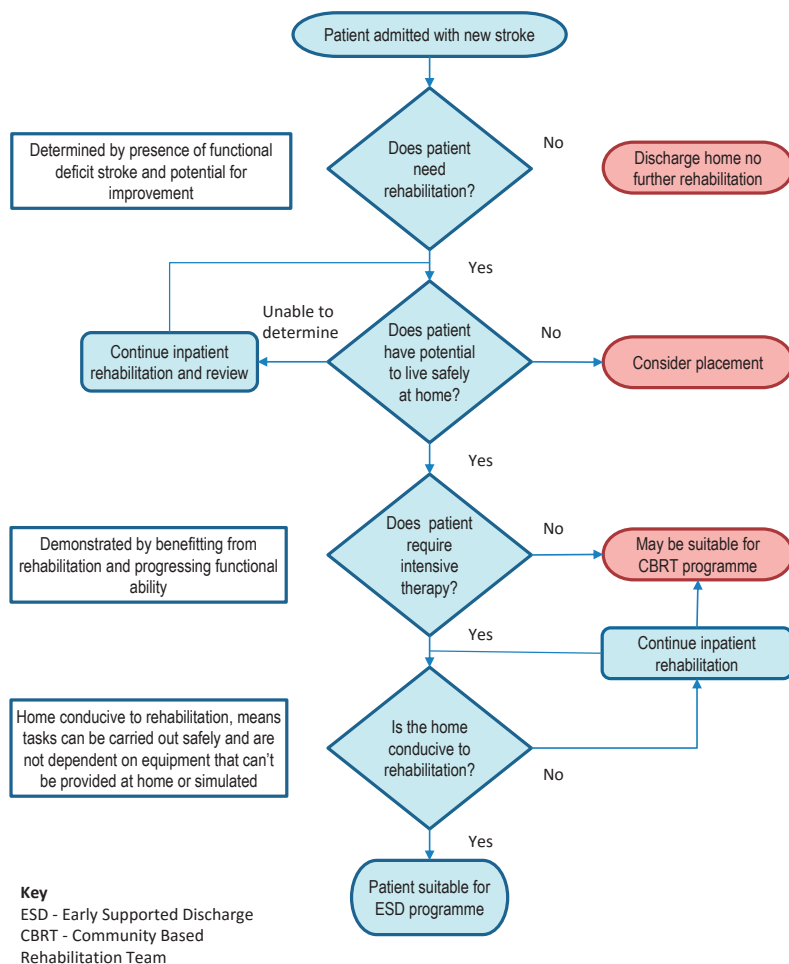 Patient admitted with new stroke
Determined by presence of functional
deficit stroke and potential for
improvement
Does patient
need
rehabilitation?
No
Discharge home no
further rehabilitation
Yes
Unable to
determine
Continue inpatient
rehabilitation and review
Does patient
have potential
to live safely
at home?
No
Consider placement
Yes
Demonstrated by benefitting from
rehabilitation and progressing functional
ability
Does patient
require
intensive
therapy?
No
May be suitable for
CBRT programme
Yes
Continue inpatient
rehabilitation
Home conducive to rehabilitation, means
tasks can be carried out safely and are
not dependent on equipment that can't
be provided at home or simulated
Is the home
conducive to
rehabilitation?
No
Yes
Patient suitable for
ESD programme
Key
ESD - Early Supported Discharge
CBRT - Community Based
Rehabilitation Team